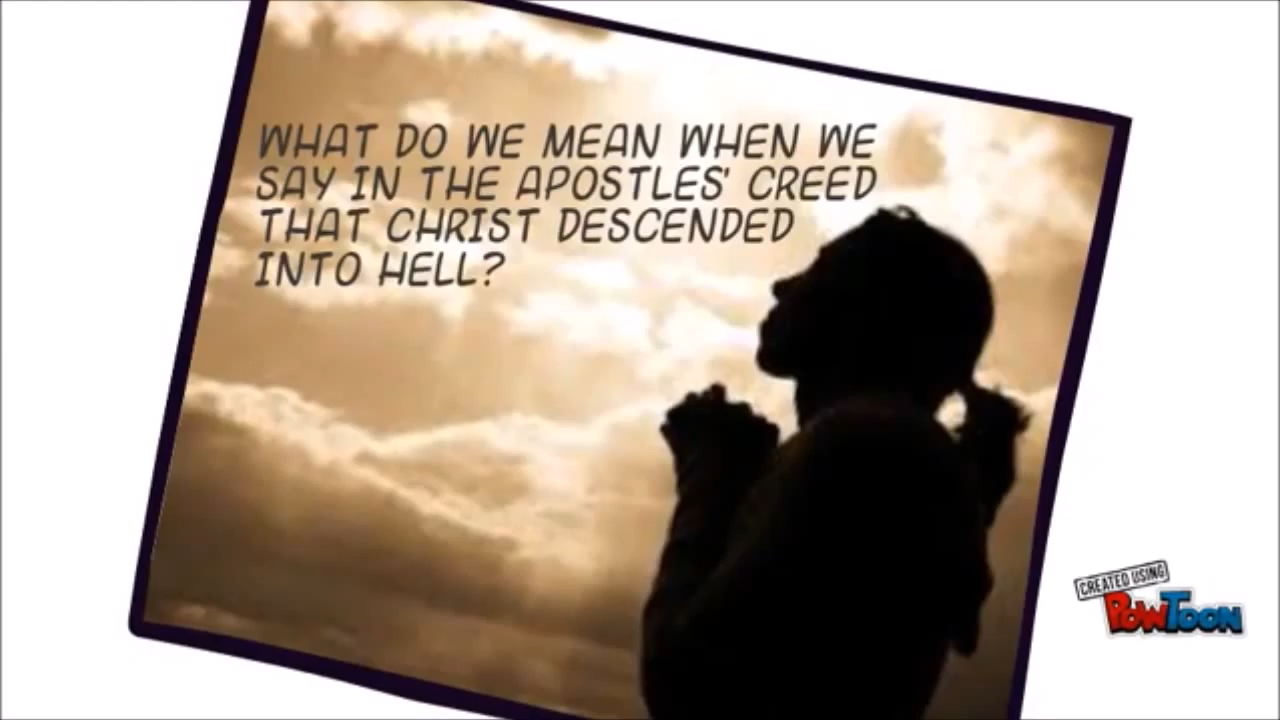 WHAT DO WE MEAN WHEN WE
SAY IN THE APOSTLES' CREED
THAT CHRIST DESCENDED
INTO HELL?
CREATED USING
POWTOON